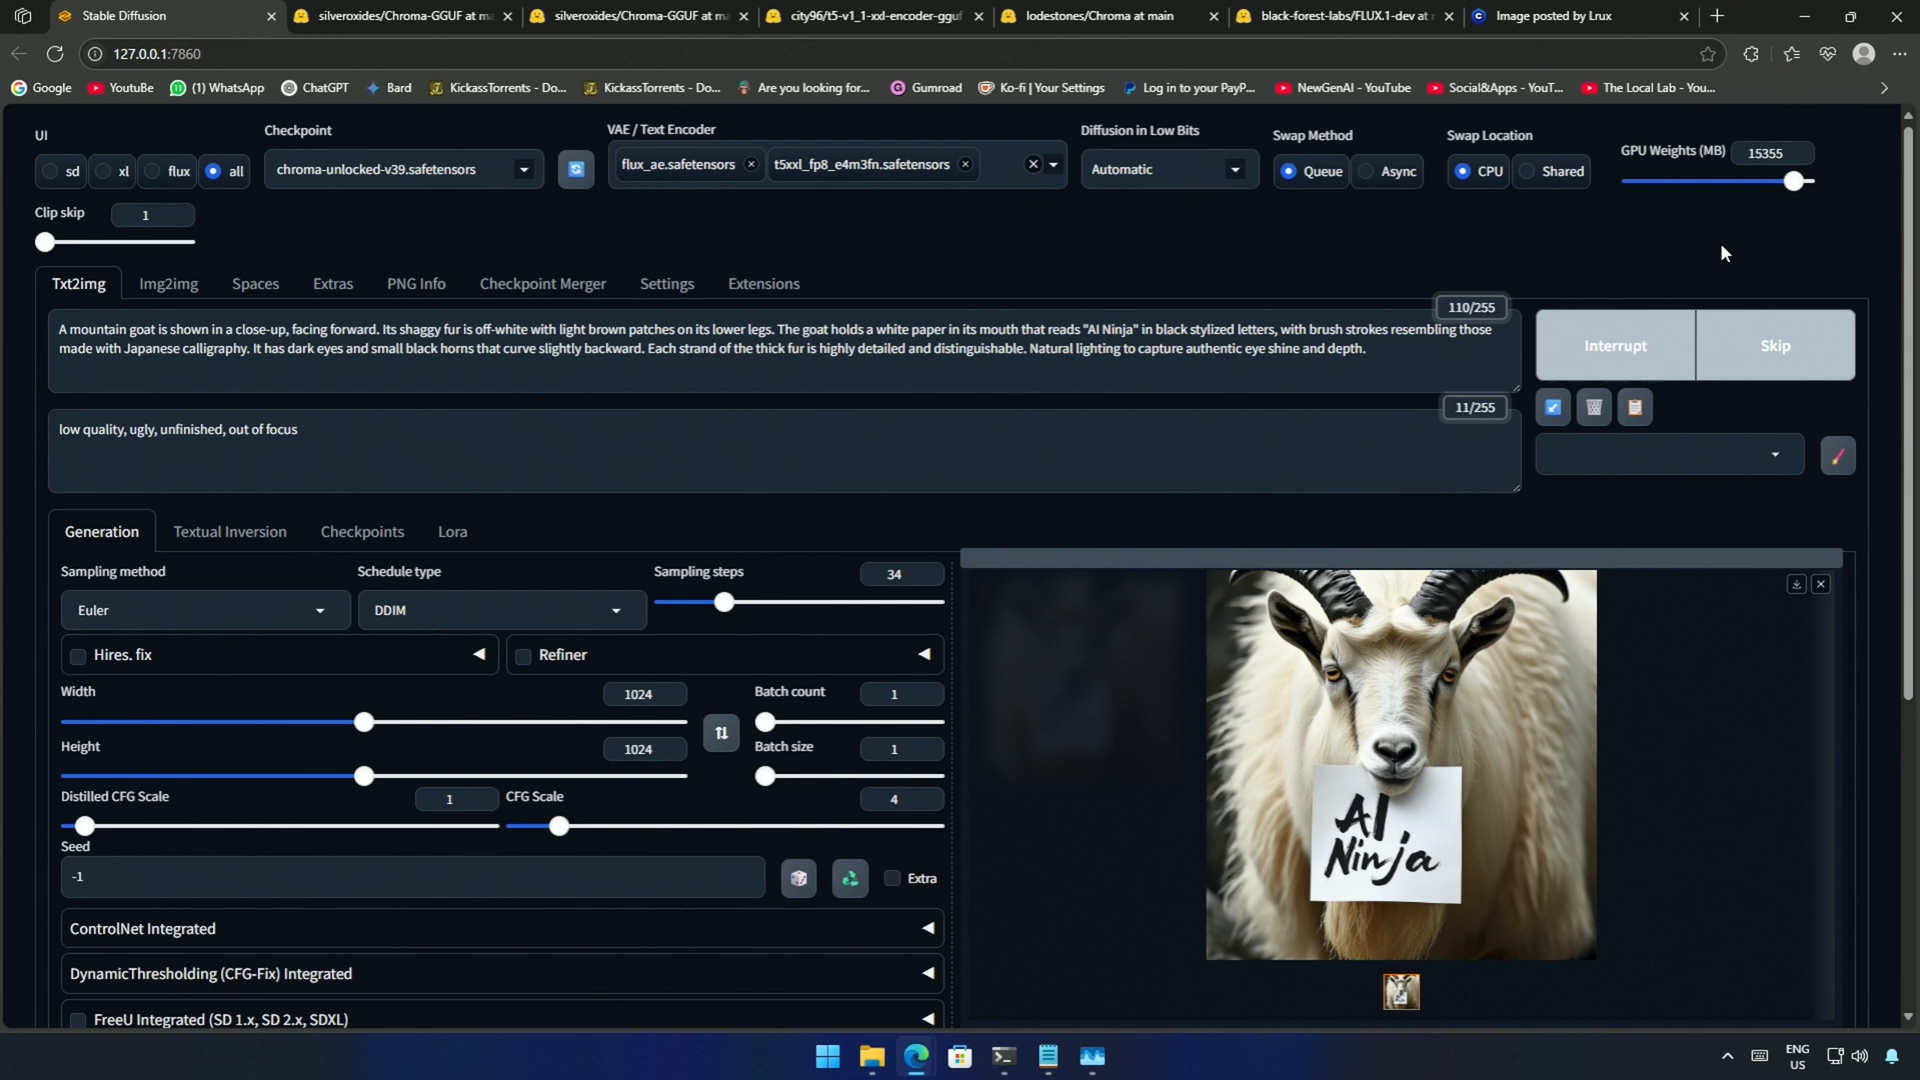 Stable Diffusion
silveroxides/Chroma-GGUF at ma
silveroxides/Chroma-GGUF at ma
city96/t5-v1_1-xxl-encoder-gguf
lodestones/Chroma at main
black-forest-labs/FLUX.1-dev at
Image posted by Lrux
127.0.0.1:7860
Google
YouTube
(1) WhatsApp
ChatGPT
Bard
KickassTorrents - Do...
KickassTorrents - Do...
Are you looking for...
Gumroad
Ko-fi | Your Settings
Log in to your PayP...
NewGenAI - YouTube
Social&Apps - YouT...
The Local Lab - You...
UI
sd
xl
flux
all
Checkpoint
chroma-unlocked-v39.safetensors
VAE / Text Encoder
flux_ae.safetensors
t5xxl_fp8_e4m3fn.safetensors
Diffusion in Low Bits
Automatic
Swap Method
Queue
Async
Swap Location
CPU
Shared
GPU Weights (MB)
15355
Clip skip
1
Txt2img
Img2img
Spaces
Extras
PNG Info
Checkpoint Merger
Settings
Extensions
110/255
A mountain goat is shown in a close-up, facing forward. Its shaggy fur is off-white with light brown patches on its lower legs. The goat holds a white paper in its mouth that reads "AI Ninja" in black stylized letters, with brush strokes resembling those
made with Japanese calligraphy. It has dark eyes and small black horns that curve slightly backward. Each strand of the thick fur is highly detailed and distinguishable. Natural lighting to capture authentic eye shine and depth.
Interrupt
Skip
11/255
low quality, ugly, unfinished, out of focus
Generation
Textual Inversion
Checkpoints
Lora
Sampling method
Euler
Schedule type
DDIM
Sampling steps
34
Hires. fix
Refiner
Width
1024
Batch count
1
Height
1024
Batch size
1
Distilled CFG Scale
1
CFG Scale
4
Seed
-1
Extra
ControlNet Integrated
DynamicThresholding (CFG-Fix) Integrated
FreeU Integrated (SD 1.x, SD 2.x, SDXL)
AI
Ninja
ENG
US